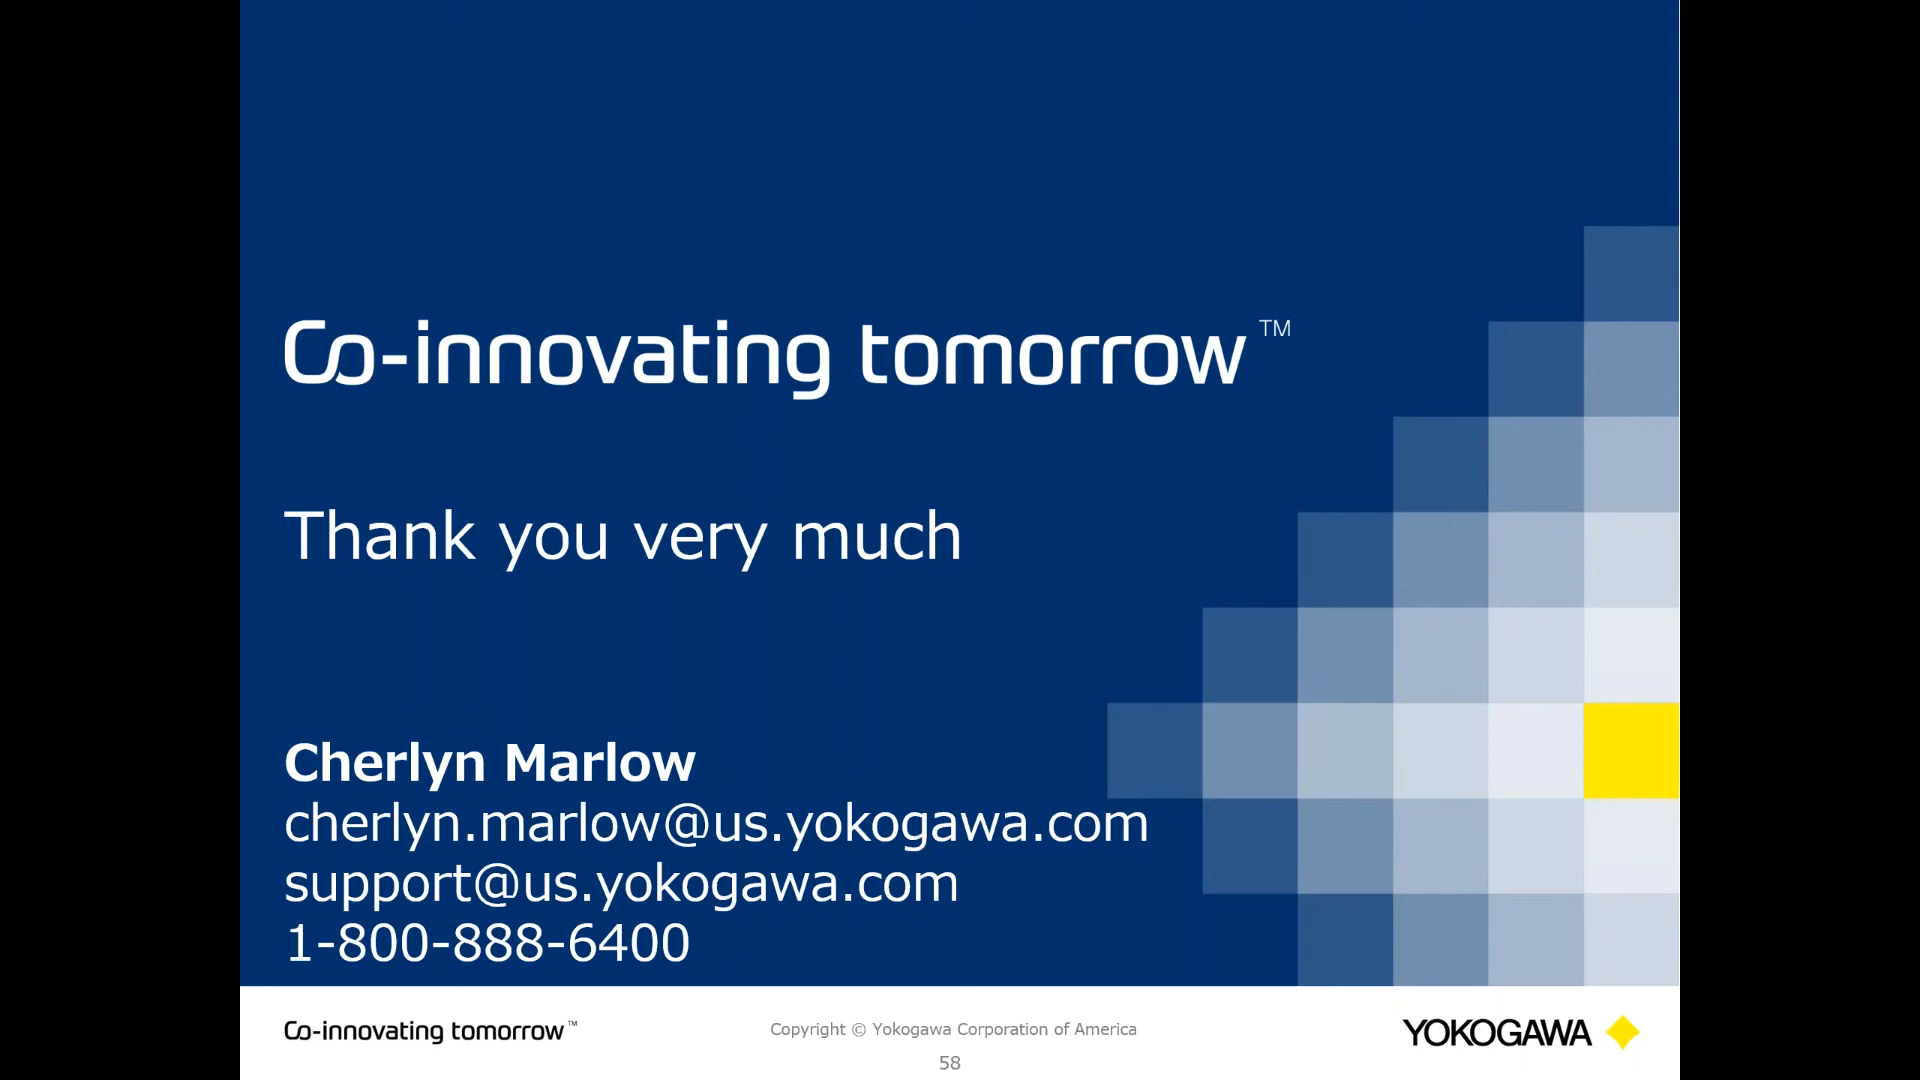 Co-innovating tomorrow™
Thank you very much
Cherlyn Marlow
cherlyn.marlow@us.yokogawa.com
support@us.yokogawa.com
1-800-888-6400
Co-innovating tomorrow™
Copyright © Yokogawa Corporation of America
YOKOGAWA
58